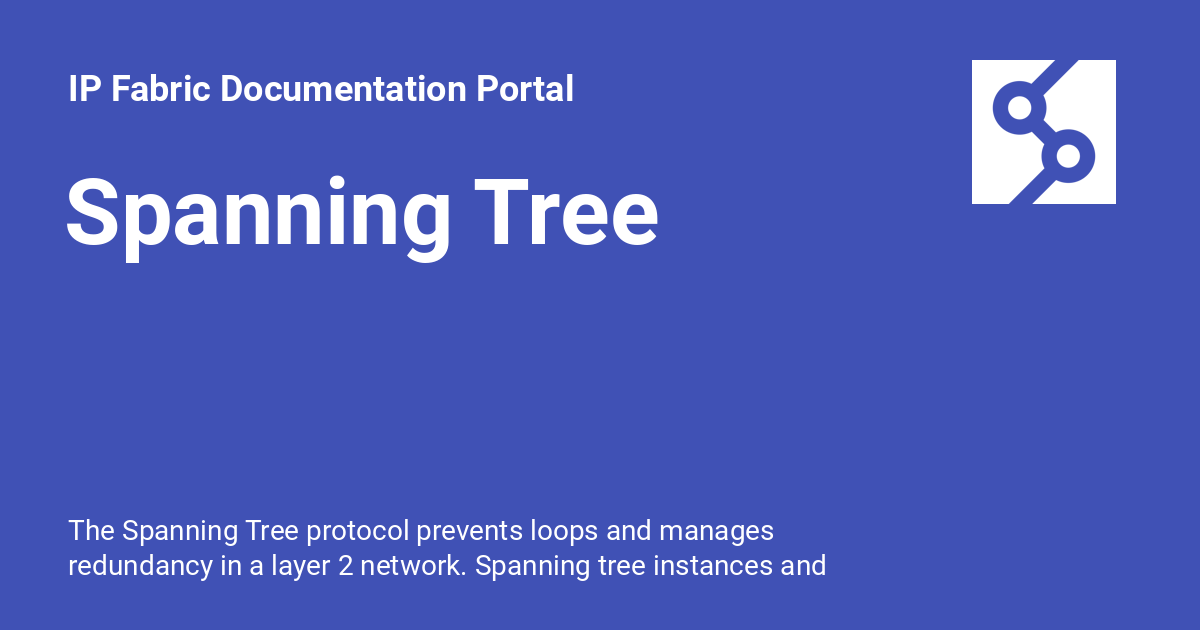 IP Fabric Documentation Portal
Spanning Tree
The Spanning Tree protocol prevents loops and manages
redundancy in a layer 2 network. Spanning tree instances and